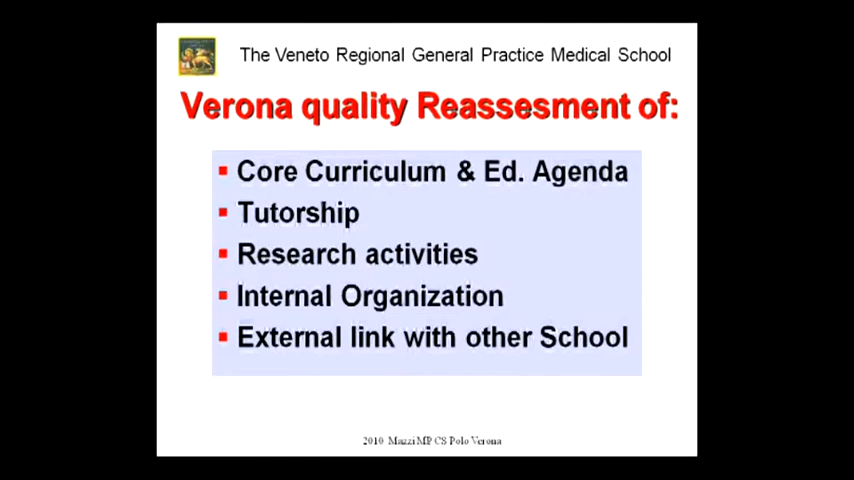 The Veneto Regional General Practice Medical School
Verona quality Reassesment of:
Core Curriculum & Ed. Agenda
Tutorship
Research activities
Internal Organization
External link with other School
2010 Mazzi MP CS Polo Verona